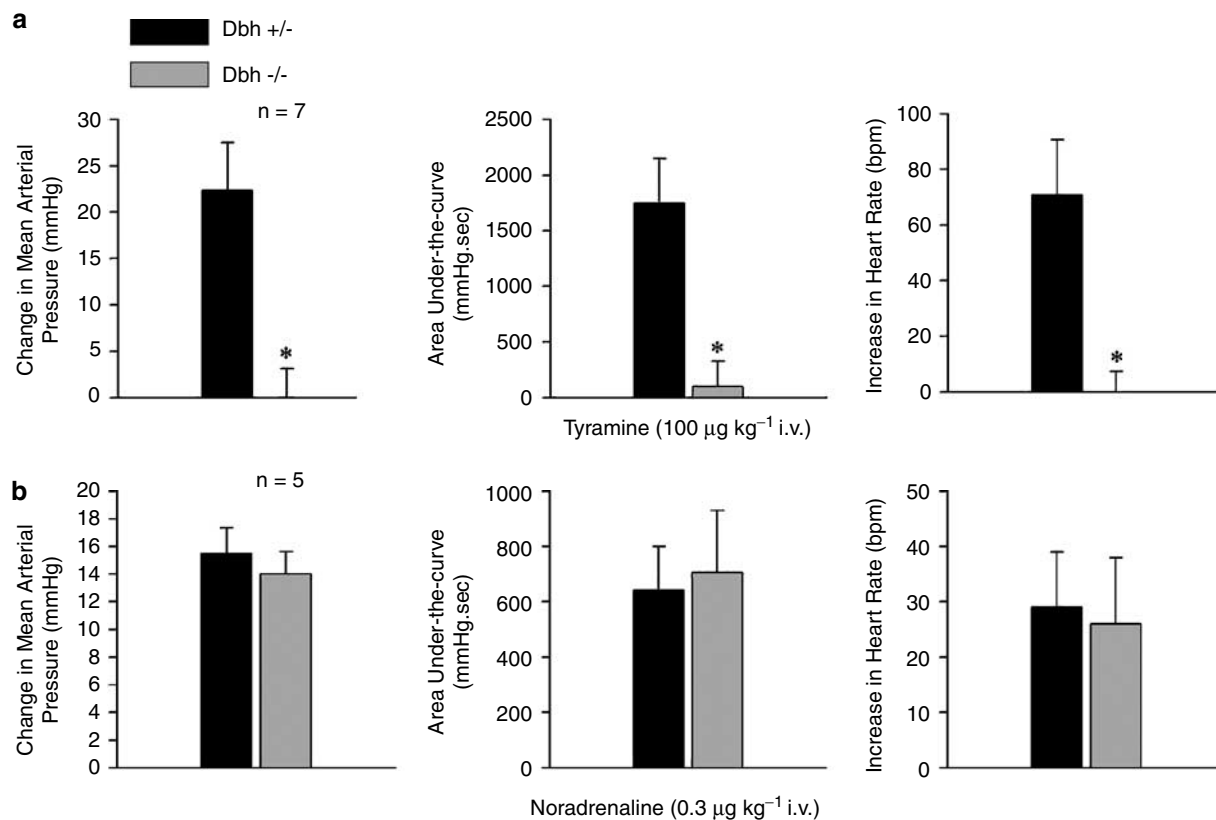 a
Dbh +/-
Dbh -/-
n = 7
Change in Mean Arterial
Pressure (mmHg)
30
25
20
15
10
5
0
*
Area Under-the-curve
(mmHg.sec)
2500
2000
1500
1000
500
0
*
Increase in Heart Rate (bpm)
100
80
60
40
20
0
*
Tyramine (100 µg kg⁻¹ i.v.)
b
n = 5
Change in Mean Arterial
Pressure (mmHg)
20
18
16
14
12
10
8
6
4
2
0
Area Under-the-curve
(mmHg.sec)
1000
800
600
400
200
0
Increase in Heart Rate (bpm)
50
40
30
20
10
0
Noradrenaline (0.3 µg kg⁻¹ i.v.)